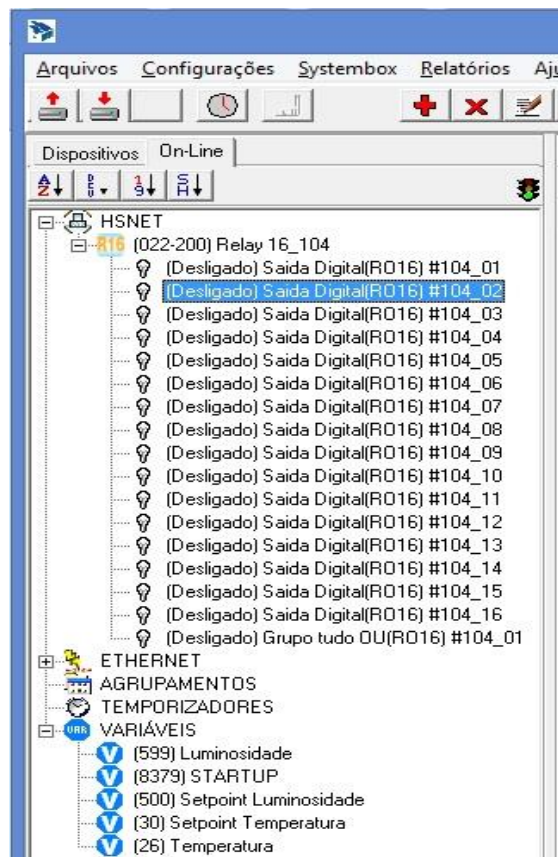 Arquivos Configurações Systembox Relatórios Aju
Dispositivos On-Line
HSNET
R16 (022-200) Relay 16_104
(Desligado) Saida Digital(RO16) #104_01
(Desligado) Saida Digital(RO16) #104_02
(Desligado) Saida Digital(RO16) #104_03
(Desligado) Saida Digital(RO16) #104_04
(Desligado) Saida Digital(RO16) #104_05
(Desligado) Saida Digital(RO16) #104_06
(Desligado) Saida Digital(RO16) #104_07
(Desligado) Saida Digital(RO16) #104_08
(Desligado) Saida Digital(RO16) #104_09
(Desligado) Saida Digital(RO16) #104_10
(Desligado) Saida Digital(RO16) #104_11
(Desligado) Saida Digital(RO16) #104_12
(Desligado) Saida Digital(RO16) #104_13
(Desligado) Saida Digital(RO16) #104_14
(Desligado) Saida Digital(RO16) #104_15
(Desligado) Saida Digital(RO16) #104_16
(Desligado) Grupo tudo OU(RO16) #104_01
ETHERNET
AGRUPAMENTOS
TEMPORIZADORES
VAR VARIÁVEIS
V (599) Luminosidade
V (8379) STARTUP
V (500) Setpoint Luminosidade
V (30) Setpoint Temperatura
V (26) Temperatura